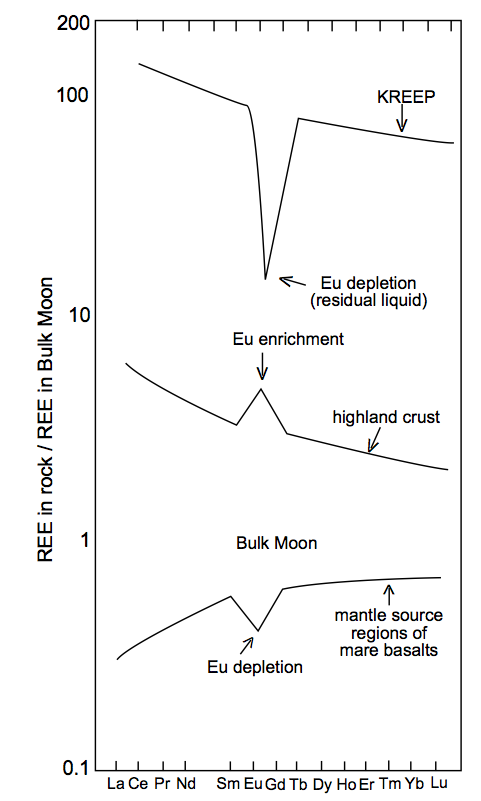 200
100
KREEP
Eu depletion
(residual liquid)
10
Eu enrichment
highland crust
REE in rock / REE in Bulk Moon
1
Bulk Moon
mantle source
regions of
mare basalts
Eu depletion
0.1
La Ce Pr Nd Sm Eu Gd Tb Dy Ho Er Tm Yb Lu